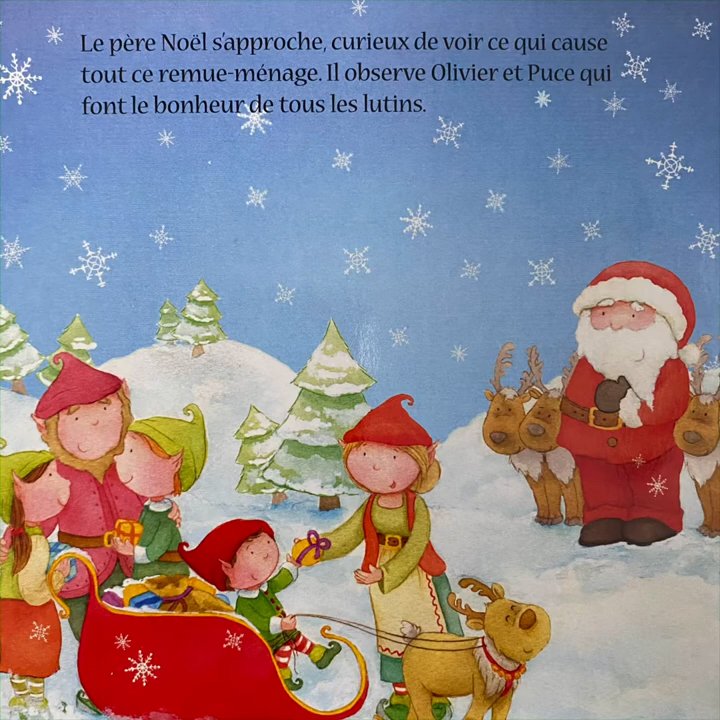 Le père Noël s'approche, curieux de voir ce qui cause
tout ce remue-ménage. Il observe Olivier et Puce qui
font le bonheur de tous les lutins.